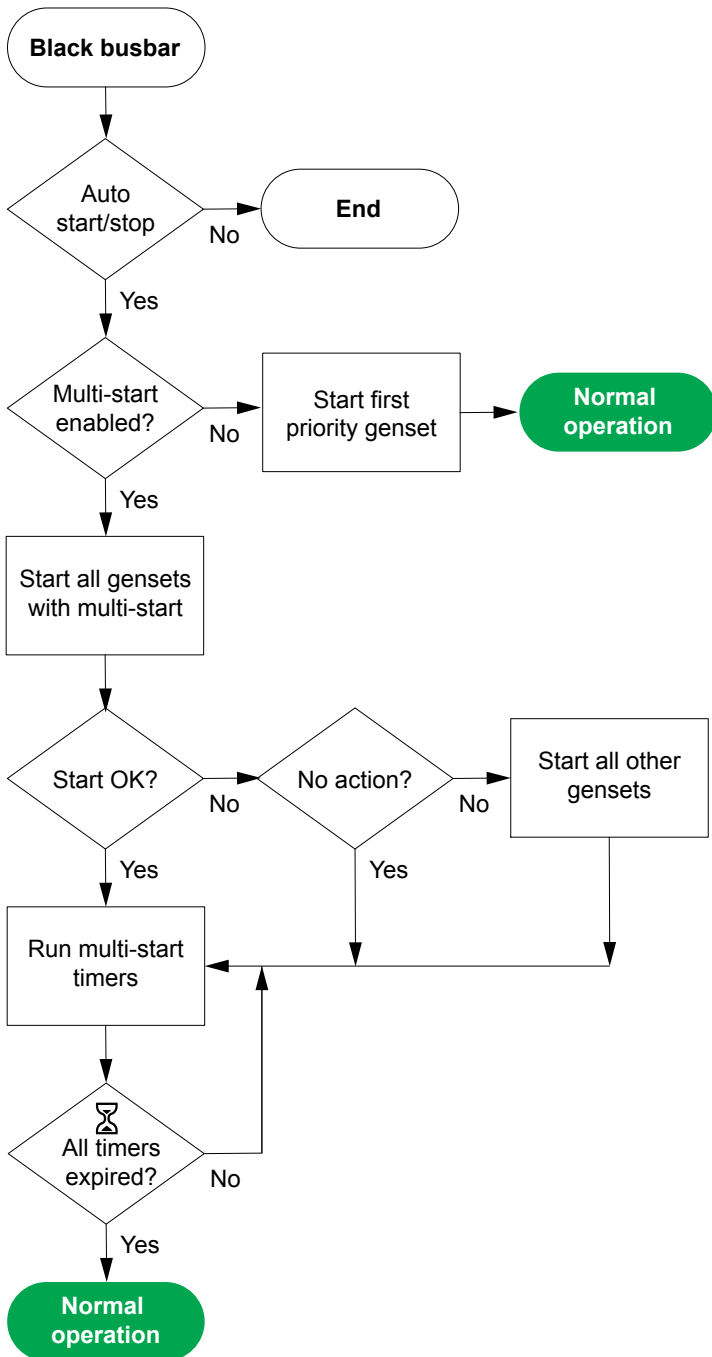 Black busbar
Auto
start/stop
No
End
Yes
Multi-start
enabled?
No
Start first
priority genset
Normal
operation
Yes
Start all gensets
with multi-start
Start OK?
No
No action?
No
Start all other
gensets
Yes
Yes
Run multi-start
timers
All timers
expired?
No
Yes
Normal
operation